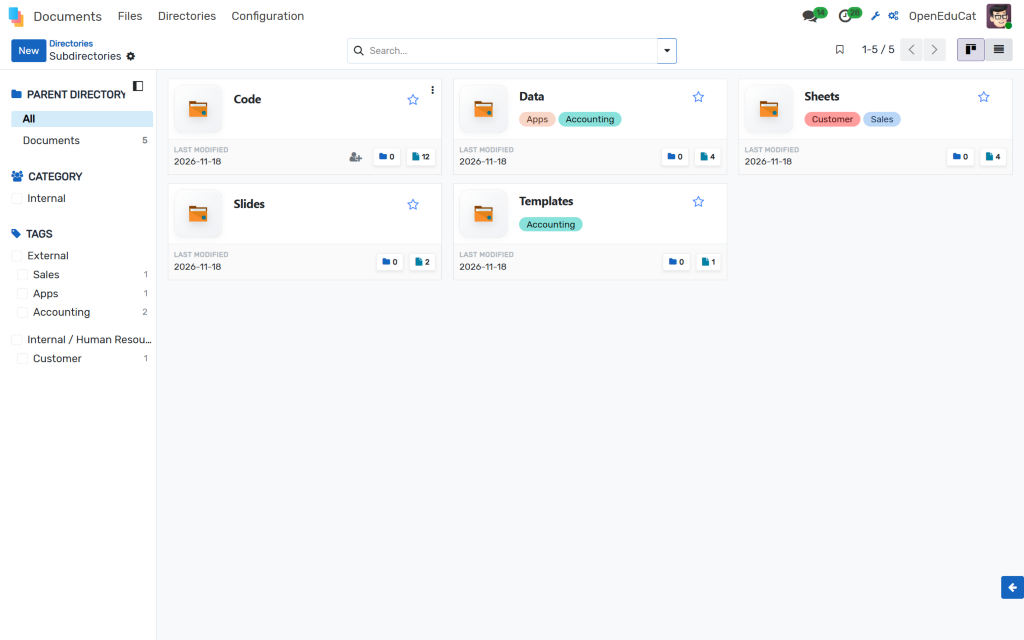 Documents Files Directories Configuration 14 26 OpenEduCat
New Directories
Subdirectories Search... 1-5 / 5
PARENT DIRECTORY
All
Documents 5
CATEGORY
Internal
TAGS
External
Sales 1
Apps 1
Accounting 2
Internal / Human Resou...
Customer 1
Code
LAST MODIFIED
2026-11-18 0 12
Data
Apps Accounting
LAST MODIFIED
2026-11-18 0 4
Sheets
Customer Sales
LAST MODIFIED
2026-11-18 0 4
Slides
LAST MODIFIED
2026-11-18 0 2
Templates
Accounting
LAST MODIFIED
2026-11-18 0 1